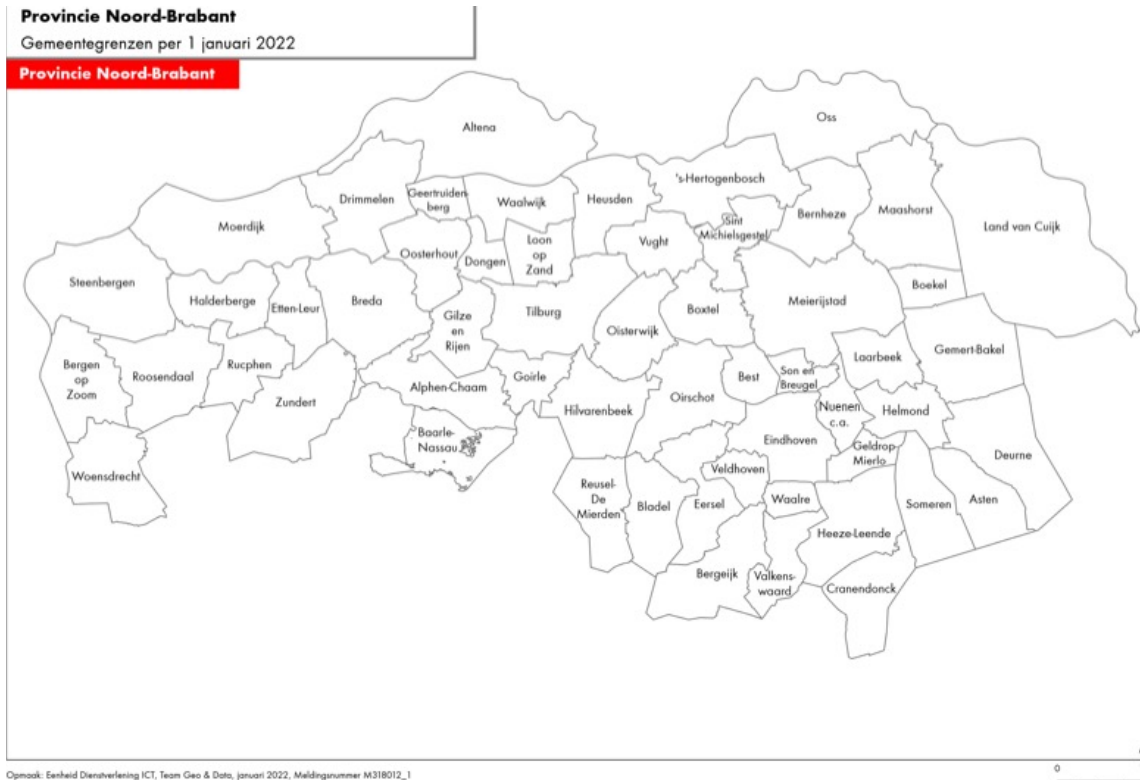 Provincie Noord-Brabant
Gemeentegrenzen per 1 januari 2022
Provincie Noord-Brabant
Altena
Oss
's-Hertogenbosch
Geertruiden-
berg
Drimmelen
Waalwijk
Heusden
Bernheze
Maashorst
Land van Cuijk
Moerdijk
Sint
Michielsgestel
Vught
Loon
op
Zand
Oosterhout
Dongen
Steenbergen
Boekel
Halderberge
Etten-Leur
Breda
Meierijstad
Gilze
en
Rijen
Tilburg
Boxtel
Oisterwijk
Gemert-Bakel
Laarbeek
Bergen
op
Zoom
Roosendaal
Rucphen
Goirle
Best
Son en
Breugel
Alphen-Chaam
Zundert
Oirschot
Hilvarenbeek
Nuenen
c.a.
Helmond
Baarle-
Nassau
Eindhoven
Geldrop-
Mierlo
Deurne
Woensdrecht
Veldhoven
Reusel-
De
Mierden
Bladel
Eersel
Waalre
Someren
Asten
Heeze-Leende
Bergeijk
Valkens-
waard
Cranendonck
0
Opmaak: Eenheid Dienstverlening ICT, Team Geo & Data, januari 2022, Meldingsnummer M318012_1